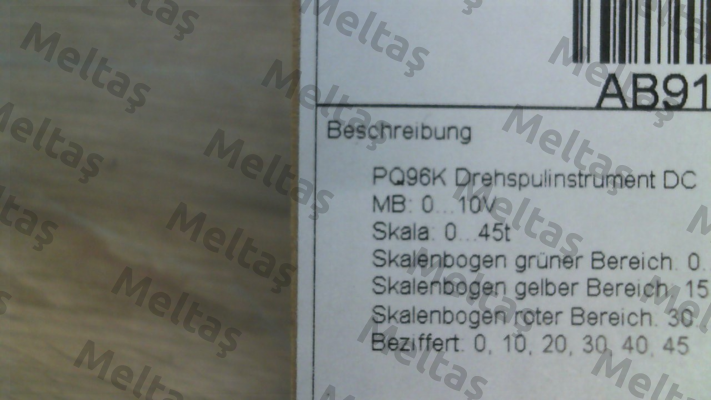 AB91
Beschreibung
PQ96K Drehspulinstrument DC
MB: 0...10V
Skala: 0...45t
Skalenbogen grüner Bereich: 0..
Skalenbogen gelber Bereich: 15
Skalenbogen roter Bereich: 30
Beziffert: 0, 10, 20, 30, 40, 45
Meltaş